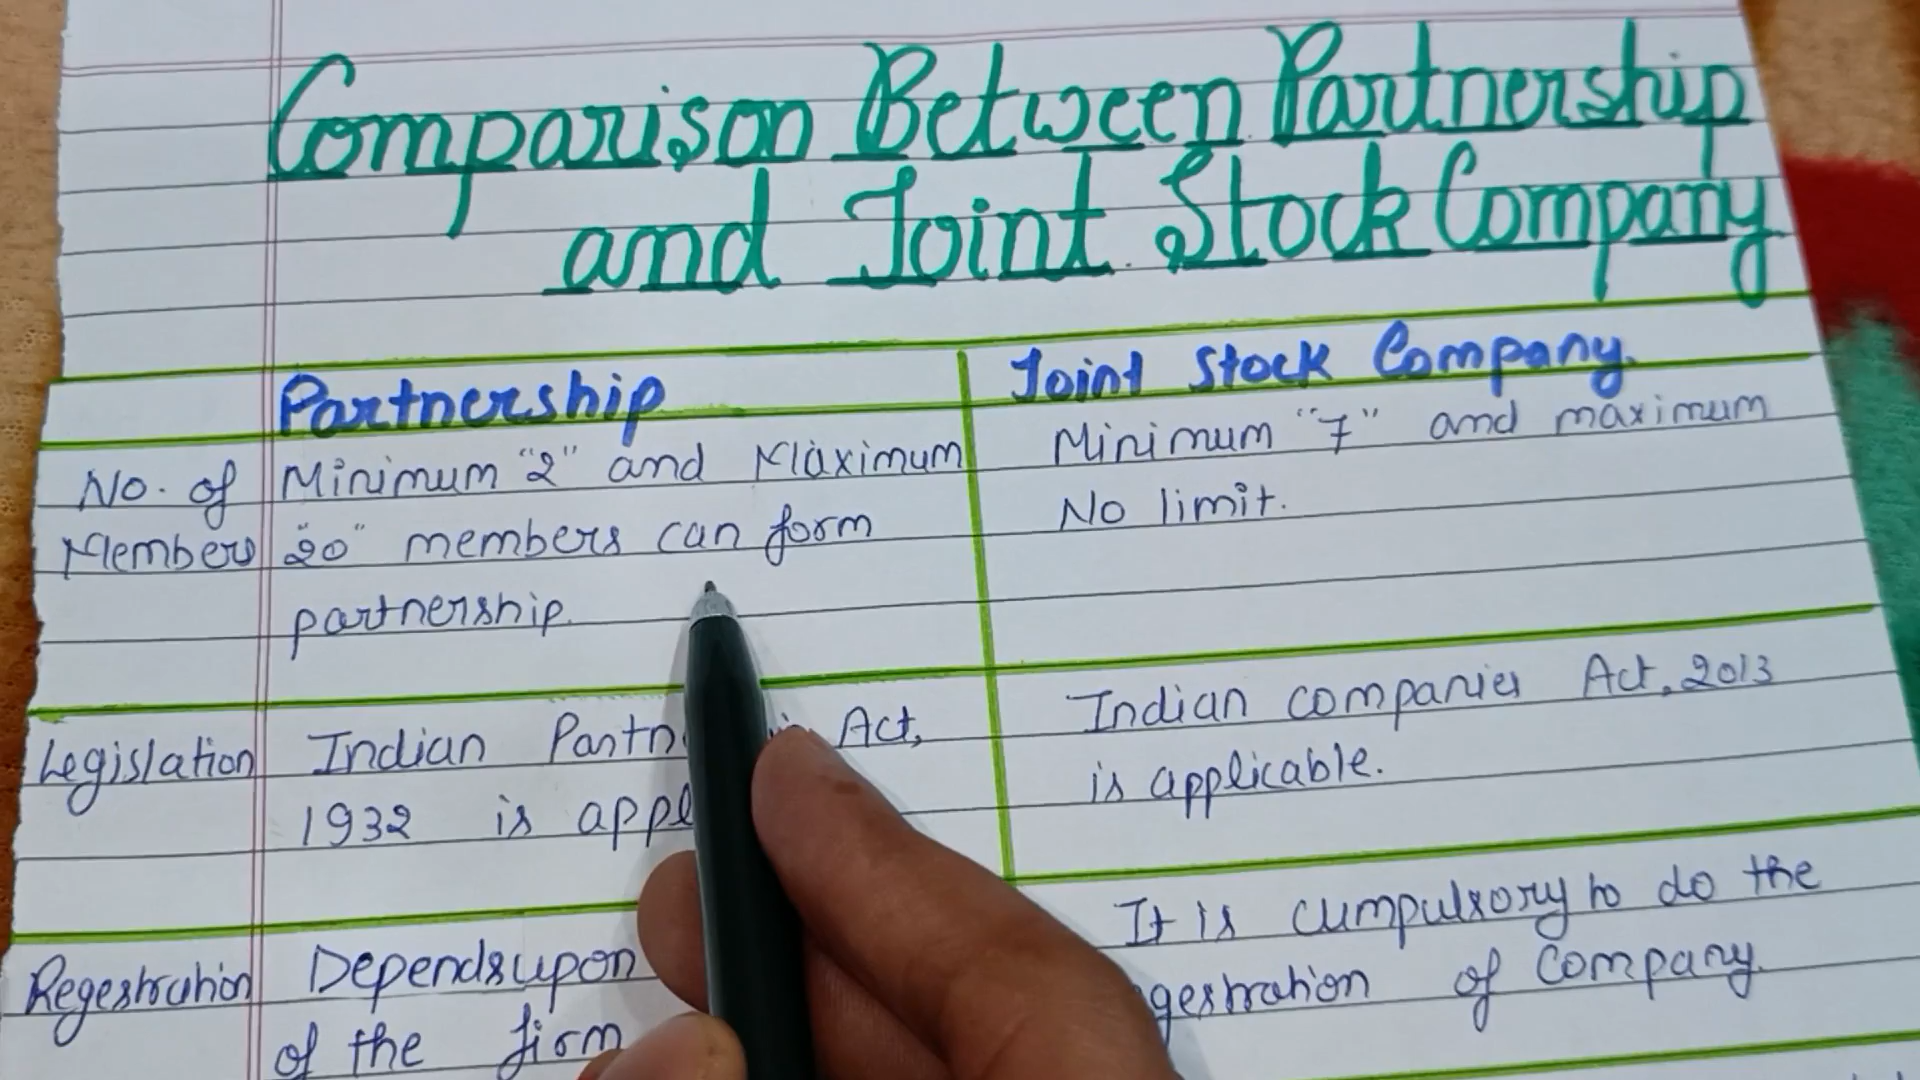 Comparison Between Partnership
and Joint Stock Company
Partnership
Joint Stock Company.
No. of
Members
Minimum "2" and Maximum
"20" members can form
partnership.
Minimum "7" and maximum
No limit.
Legislation
Indian Act,
1932 is
Indian companies Act, 2013
is applicable.
Regestration
Depends upon
of the firm
It is cumpulsory to do the
of Company.